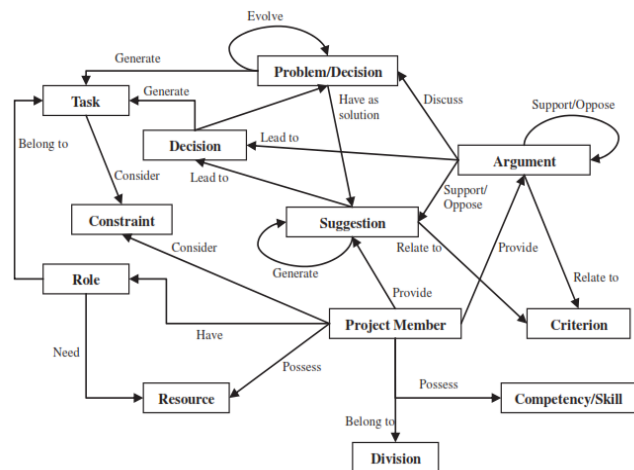 Evolve
Generate
Problem/Decision
Task
Generate
Have as
solution
Discuss
Support/Oppose
Belong to
Decision
Lead to
Argument
Consider
Lead to
Support/
Oppose
Constraint
Suggestion
Consider
Relate to
Provide
Role
Generate
Relate to
Provide
Have
Project Member
Criterion
Need
Possess
Possess
Resource
Competency/Skill
Belong to
Division